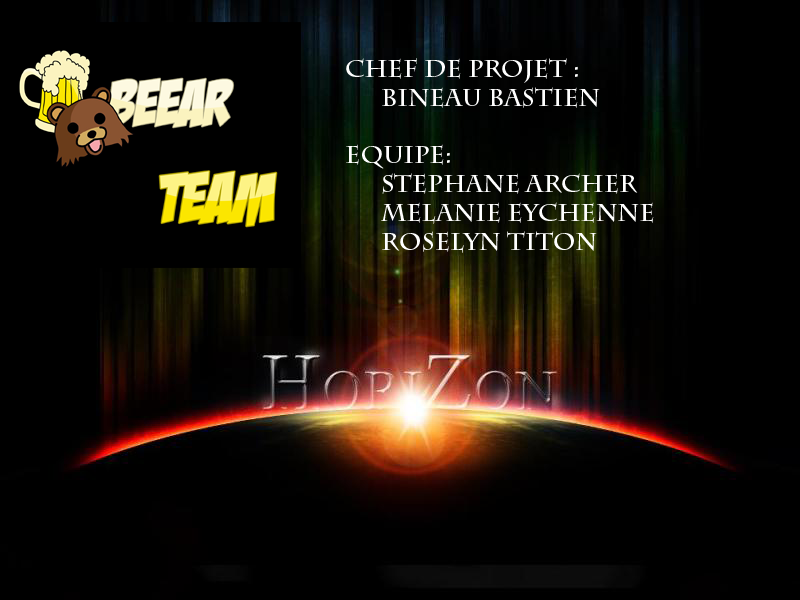 BEEAR
TEAM
CHEF DE PROJET :
BINEAU BASTIEN
EQUIPE:
STEPHANE ARCHER
MELANIE EYCHENNE
ROSELYN TITON
HORIZON